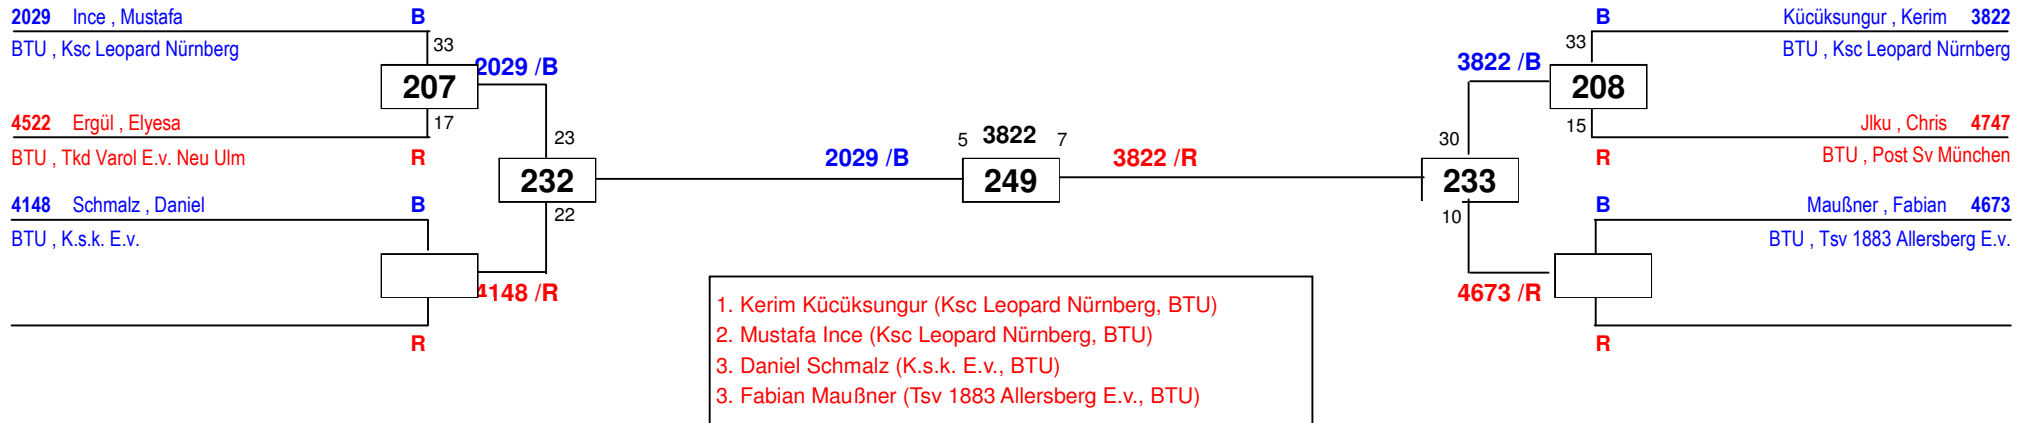 2029 Ince , Mustafa B
BTU , Ksc Leopard Nürnberg
33
2029 /B
207
17
4522 Ergül , Elyesa
BTU , Tkd Varol E.v. Neu Ulm R
23
232
22
4148 Schmalz , Daniel B
BTU , K.s.k. E.v.
4148 /R
R
2029 /B
5 3822 7
249
3822 /R
B Kücüksungur , Kerim 3822
BTU , Ksc Leopard Nürnberg
33
3822 /B
208
15
Jlku , Chris 4747
R BTU , Post Sv München
30
233
10
B Maußner , Fabian 4673
BTU , Tsv 1883 Allersberg E.v.
4673 /R
R
1. Kerim Kücüksungur (Ksc Leopard Nürnberg, BTU)
2. Mustafa Ince (Ksc Leopard Nürnberg, BTU)
3. Daniel Schmalz (K.s.k. E.v., BTU)
3. Fabian Maußner (Tsv 1883 Allersberg E.v., BTU)